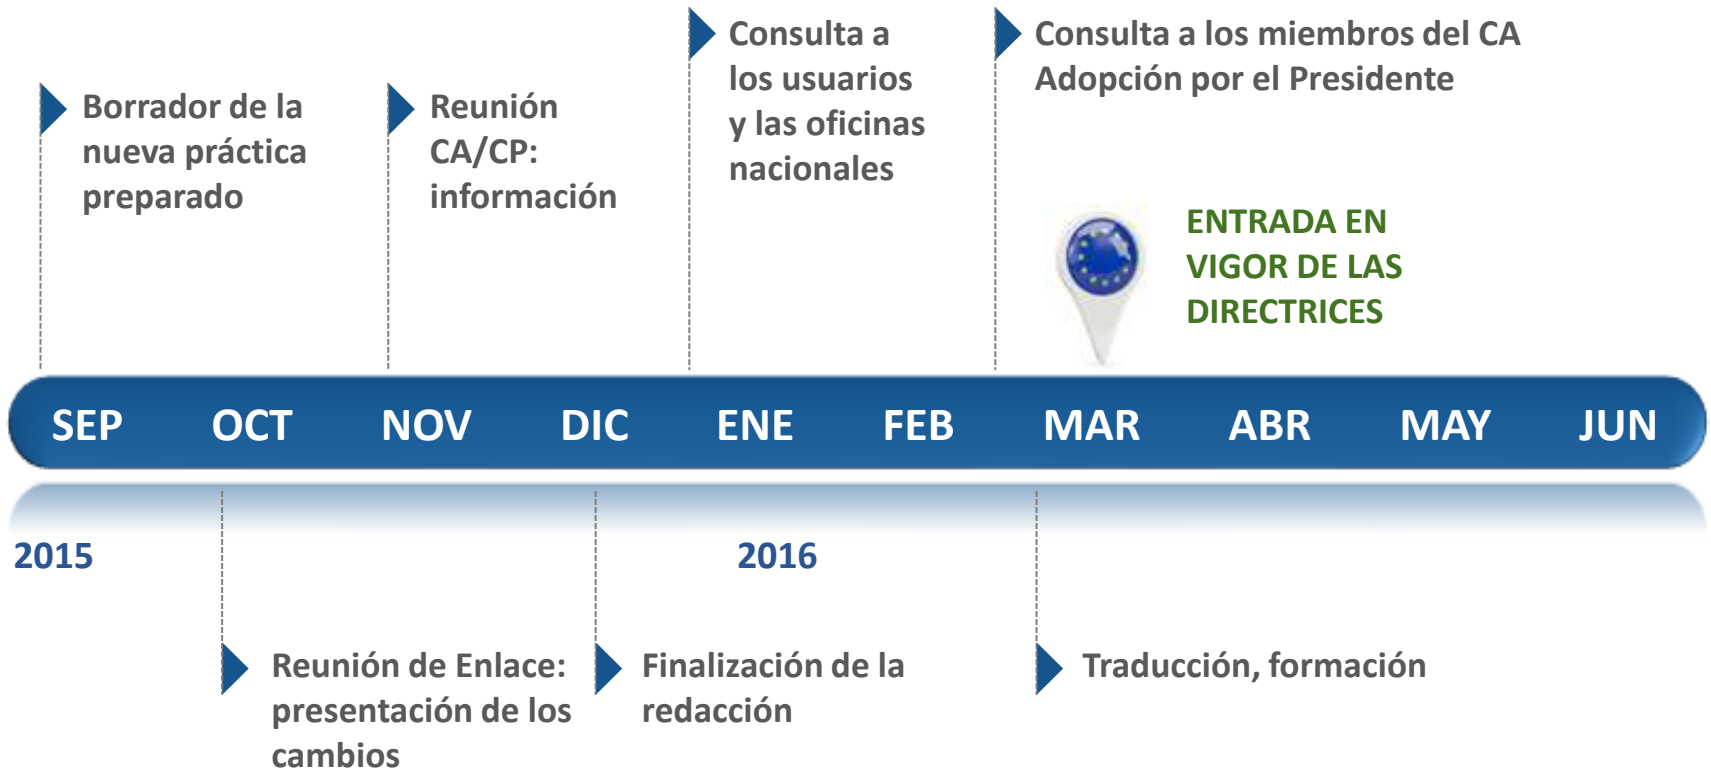 Consulta a
los usuarios
y las oficinas
nacionales
Consulta a los miembros del CA
Adopción por el Presidente
Borrador de la
nueva práctica
preparado
Reunión
CA/CP:
información
ENTRADA EN
VIGOR DE LAS
DIRECTRICES
SEP OCT NOV DIC ENE FEB MAR ABR MAY JUN
2015 2016
Reunión de Enlace:
presentación de los
cambios
Finalización de la
redacción
Traducción, formación